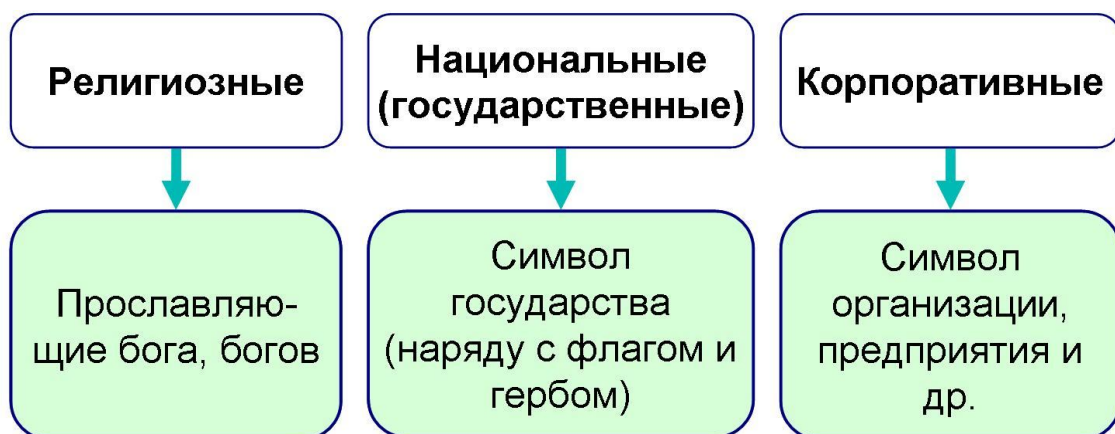 Религиозные
Национальные
(государственные)
Корпоративные
Прославляю-
щие бога, богов
Символ
государства
(наряду с флагом и
гербом)
Символ
организации,
предприятия и
др.